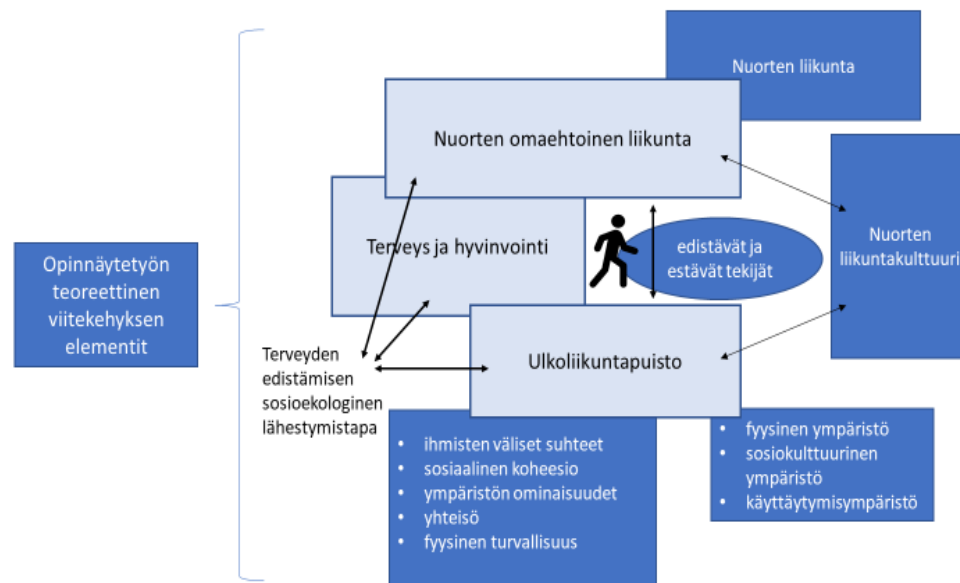 Nuorten liikunta
Nuorten omaehtoinen liikunta
Terveys ja hyvinvointi
edistävät ja
estävät tekijät
Nuorten
liikuntakulttuuri
Opinnäytetyön
teoreettinen
viitekehyksen
elementit
Terveyden
edistämisen
sosioekologinen
lähestymistapa
Ulkoliikuntapuisto
• ihmisten väliset suhteet
• sosiaalinen koheesio
• ympäristön ominaisuudet
• yhteisö
• fyysinen turvallisuus
• fyysinen ympäristö
• sosiokulttuurinen
ympäristö
• käyttäytymisympäristö